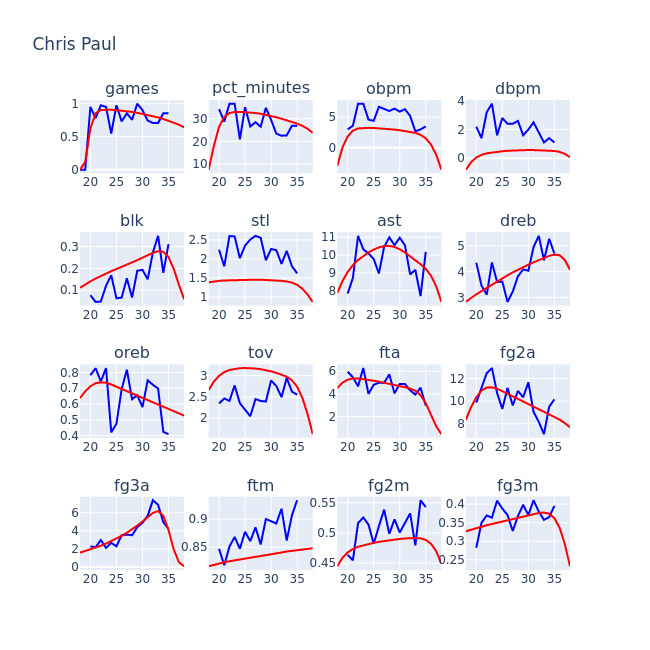 Chris Paul
games pct_minutes obpm dbpm
1 0.5 0 20 25 30 35
30 20 10 20 25 30 35
5 0 20 25 30 35
4 2 0 20 25 30 35
blk stl ast dreb
0.3 0.2 0.1 20 25 30 35
2.5 2 1.5 1 20 25 30 35
11 10 9 8 20 25 30 35
5 4 3 20 25 30 35
oreb tov fta fg2a
0.8 0.7 0.6 0.5 0.4 20 25 30 35
3 2.5 2 20 25 30 35
6 4 2 20 25 30 35
12 10 8 20 25 30 35
fg3a ftm fg2m fg3m
6 4 2 0 20 25 30 35
0.9 0.85 20 25 30 35
0.55 0.5 0.45 20 25 30 35
0.4 0.35 0.3 0.25 20 25 30 35